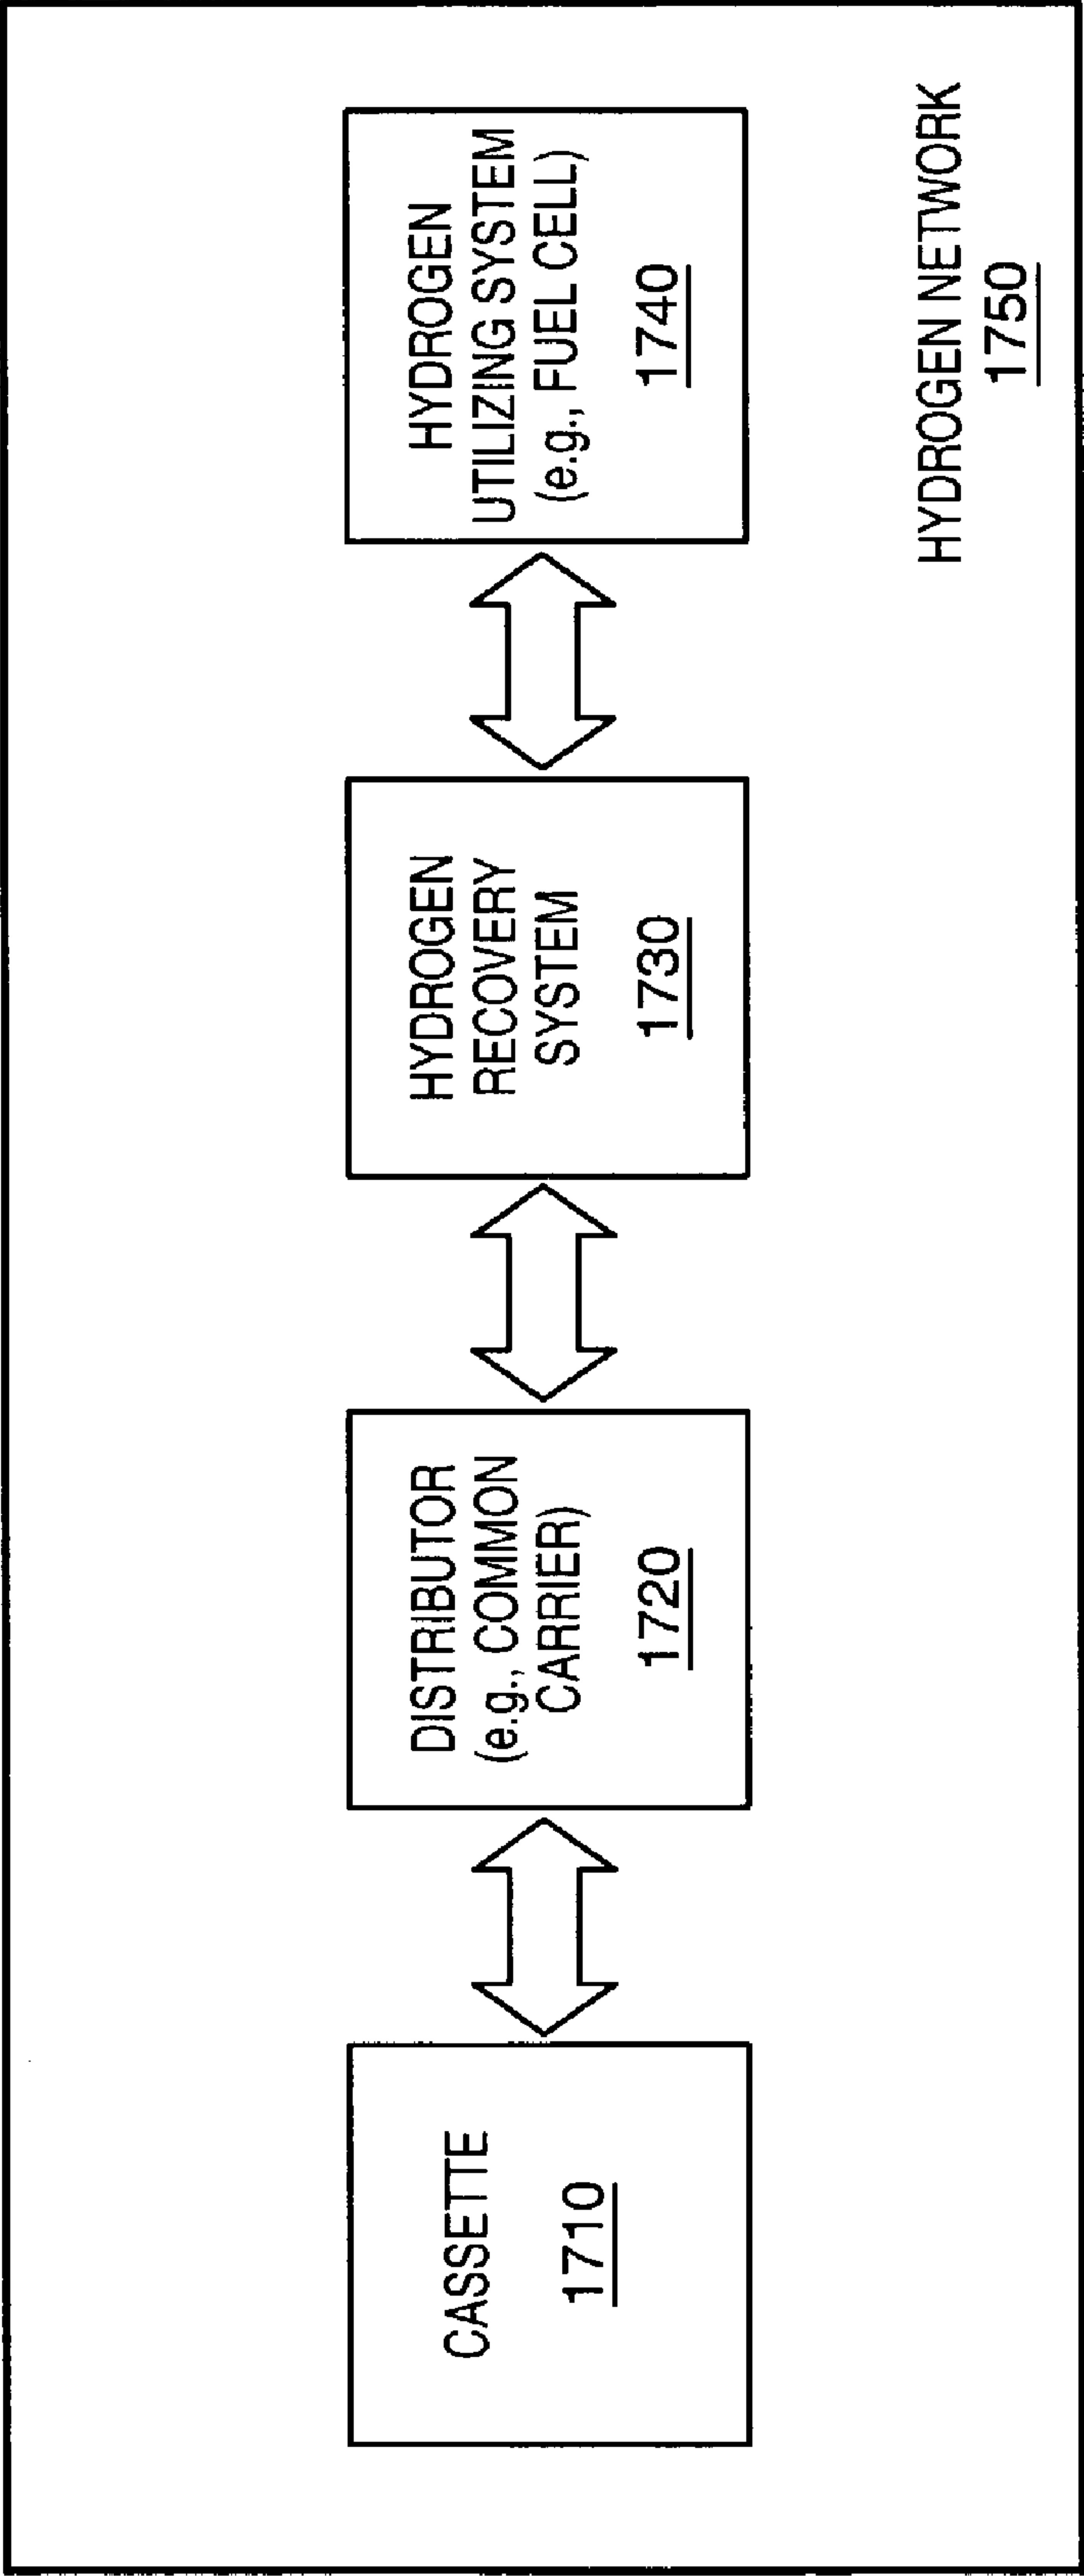 CASSETTE
1710
DISTRIBUTOR
(e.g., COMMON
CARRIER)
1720
HYDROGEN
RECOVERY
SYSTEM
1730
HYDROGEN
UTILIZING SYSTEM
(e.g., FUEL CELL)
1740
HYDROGEN NETWORK
1750